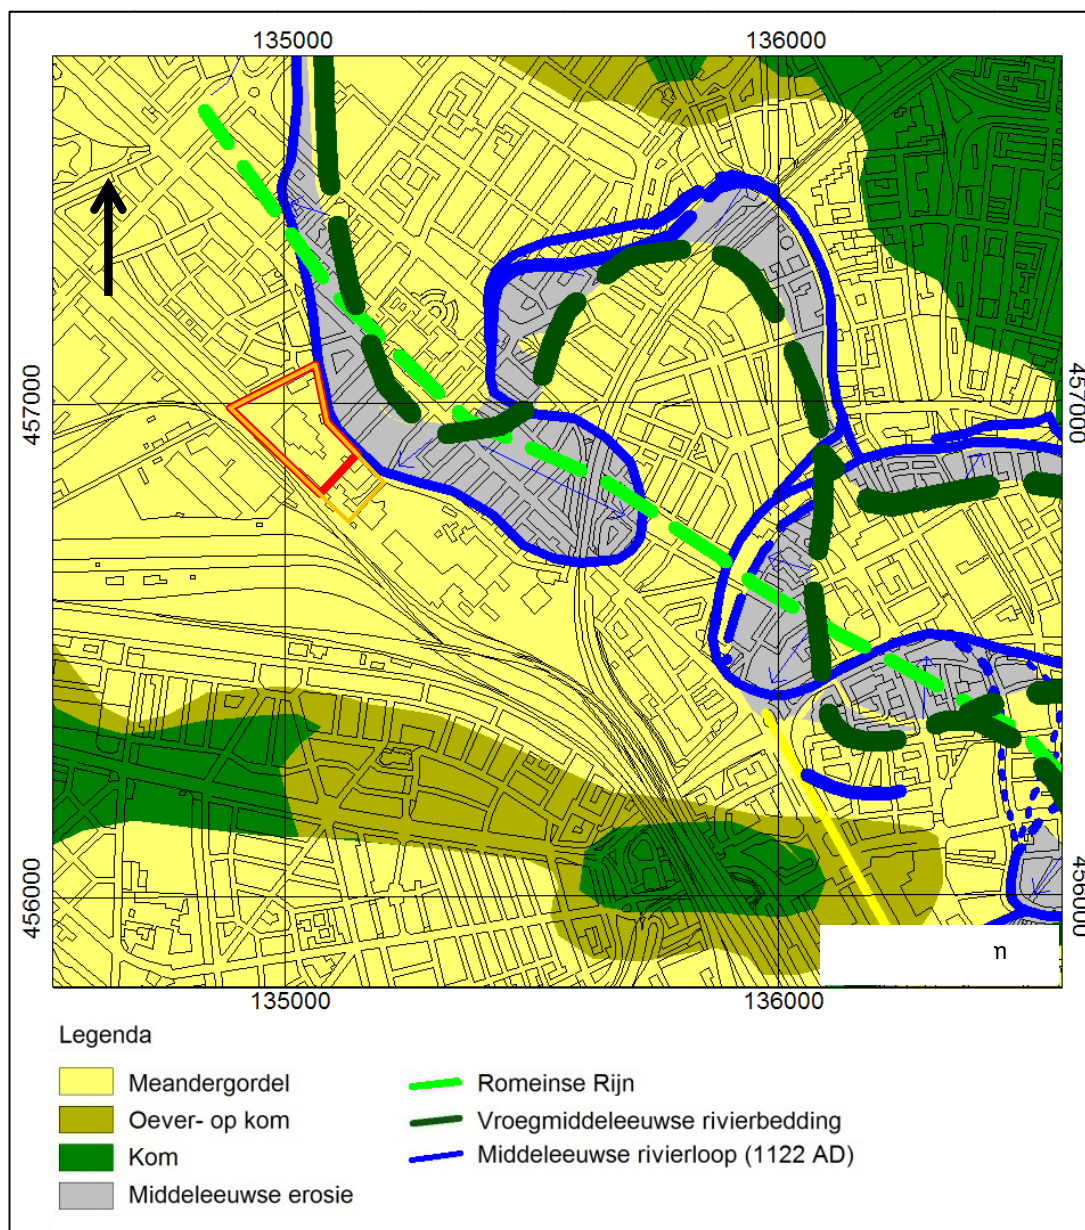 135000 136000
457000 457000
456000 456000
n
135000 136000
Legenda
Meandergordel
Oever- op kom
Kom
Middeleeuwse erosie
Romeinse Rijn
Vroegmiddeleeuwse rivierbedding
Middeleeuwse rivierloop (1122 AD)